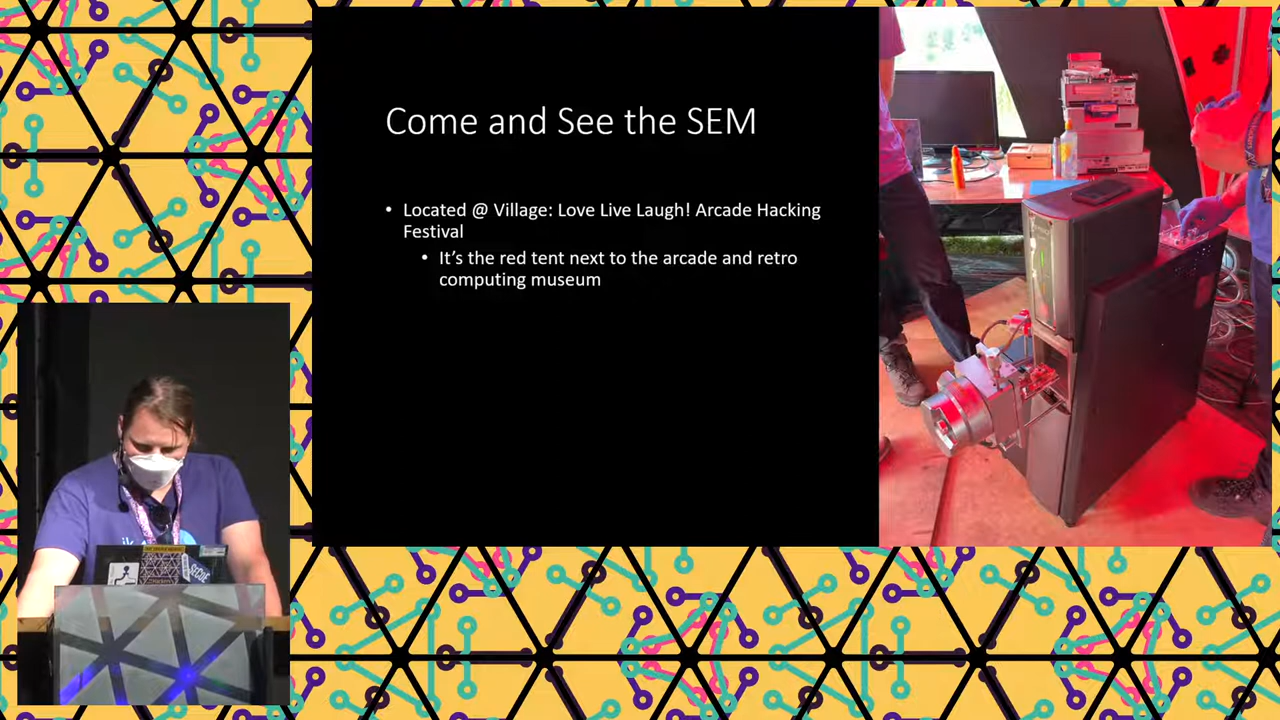 Come and See the SEM
• Located @ Village: Love Live Laugh! Arcade Hacking
Festival
• It's the red tent next to the arcade and retro
computing museum